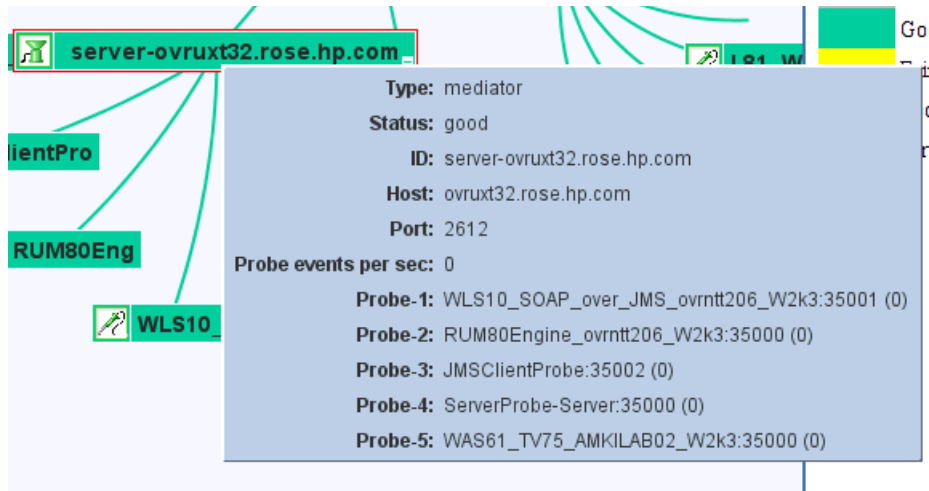 Go
server-ovruxt32.rose.hp.com
L81_W
Type: mediator
Status: good
ID: server-ovruxt32.rose.hp.com
lientPro
Host: ovruxt32.rose.hp.com
Port: 2612
RUM80Eng
Probe events per sec: 0
Probe-1: WLS10_SOAP_over_JMS_ovrntt206_W2k3:35001 (0)
WLS10_
Probe-2: RUM80Engine_ovrntt206_W2k3:35000 (0)
Probe-3: JMSClientProbe:35002 (0)
Probe-4: ServerProbe-Server:35000 (0)
Probe-5: WAS61_TV75_AMKILAB02_W2k3:35000 (0)